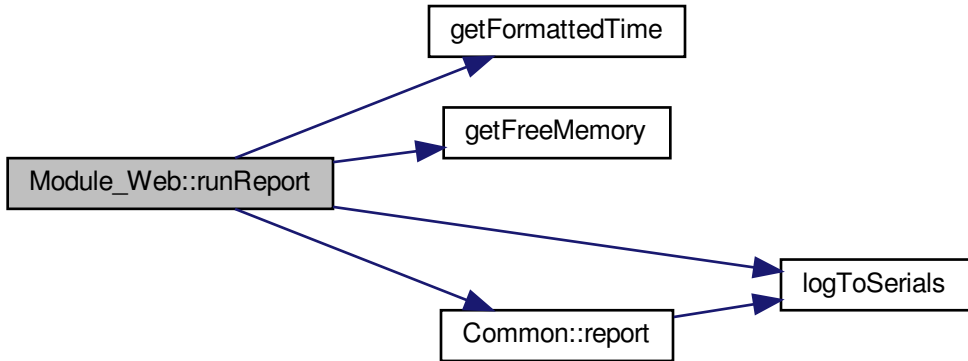 getFormattedTime
getFreeMemory
Module_Web::runReport
logToSerials
Common::report